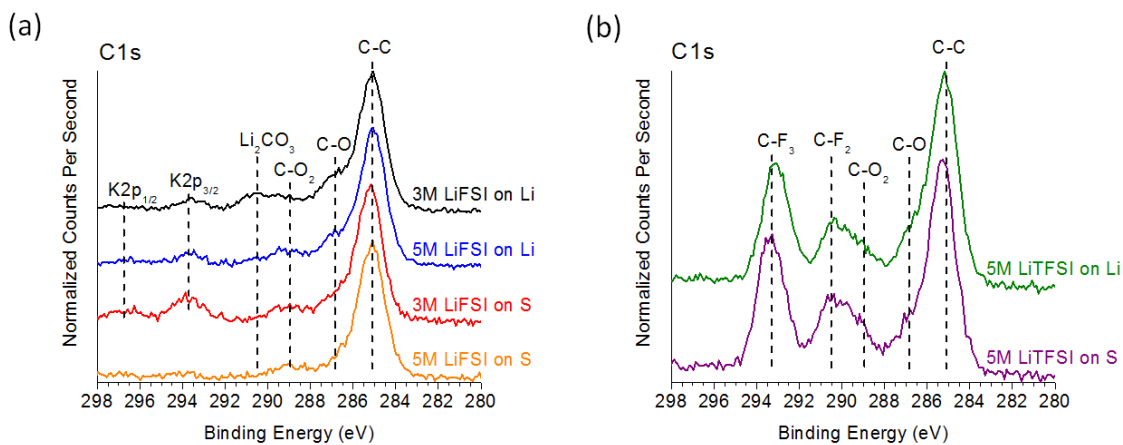 (a)
C1s
C–C
Li₂CO₃
C–O
C–O₂
K2p₁/₂
K2p₃/₂
3M LiFSI on Li
5M LiFSI on Li
3M LiFSI on S
5M LiFSI on S
Normalized Counts Per Second
298 296 294 292 290 288 286 284 282 280
Binding Energy (eV)
(b)
C1s
C–C
C–F₃
C–F₂
C–O
C–O₂
5M LiTFSI on Li
5M LiTFSI on S
Normalized Counts Per Second
298 296 294 292 290 288 286 284 282 280
Binding Energy (eV)